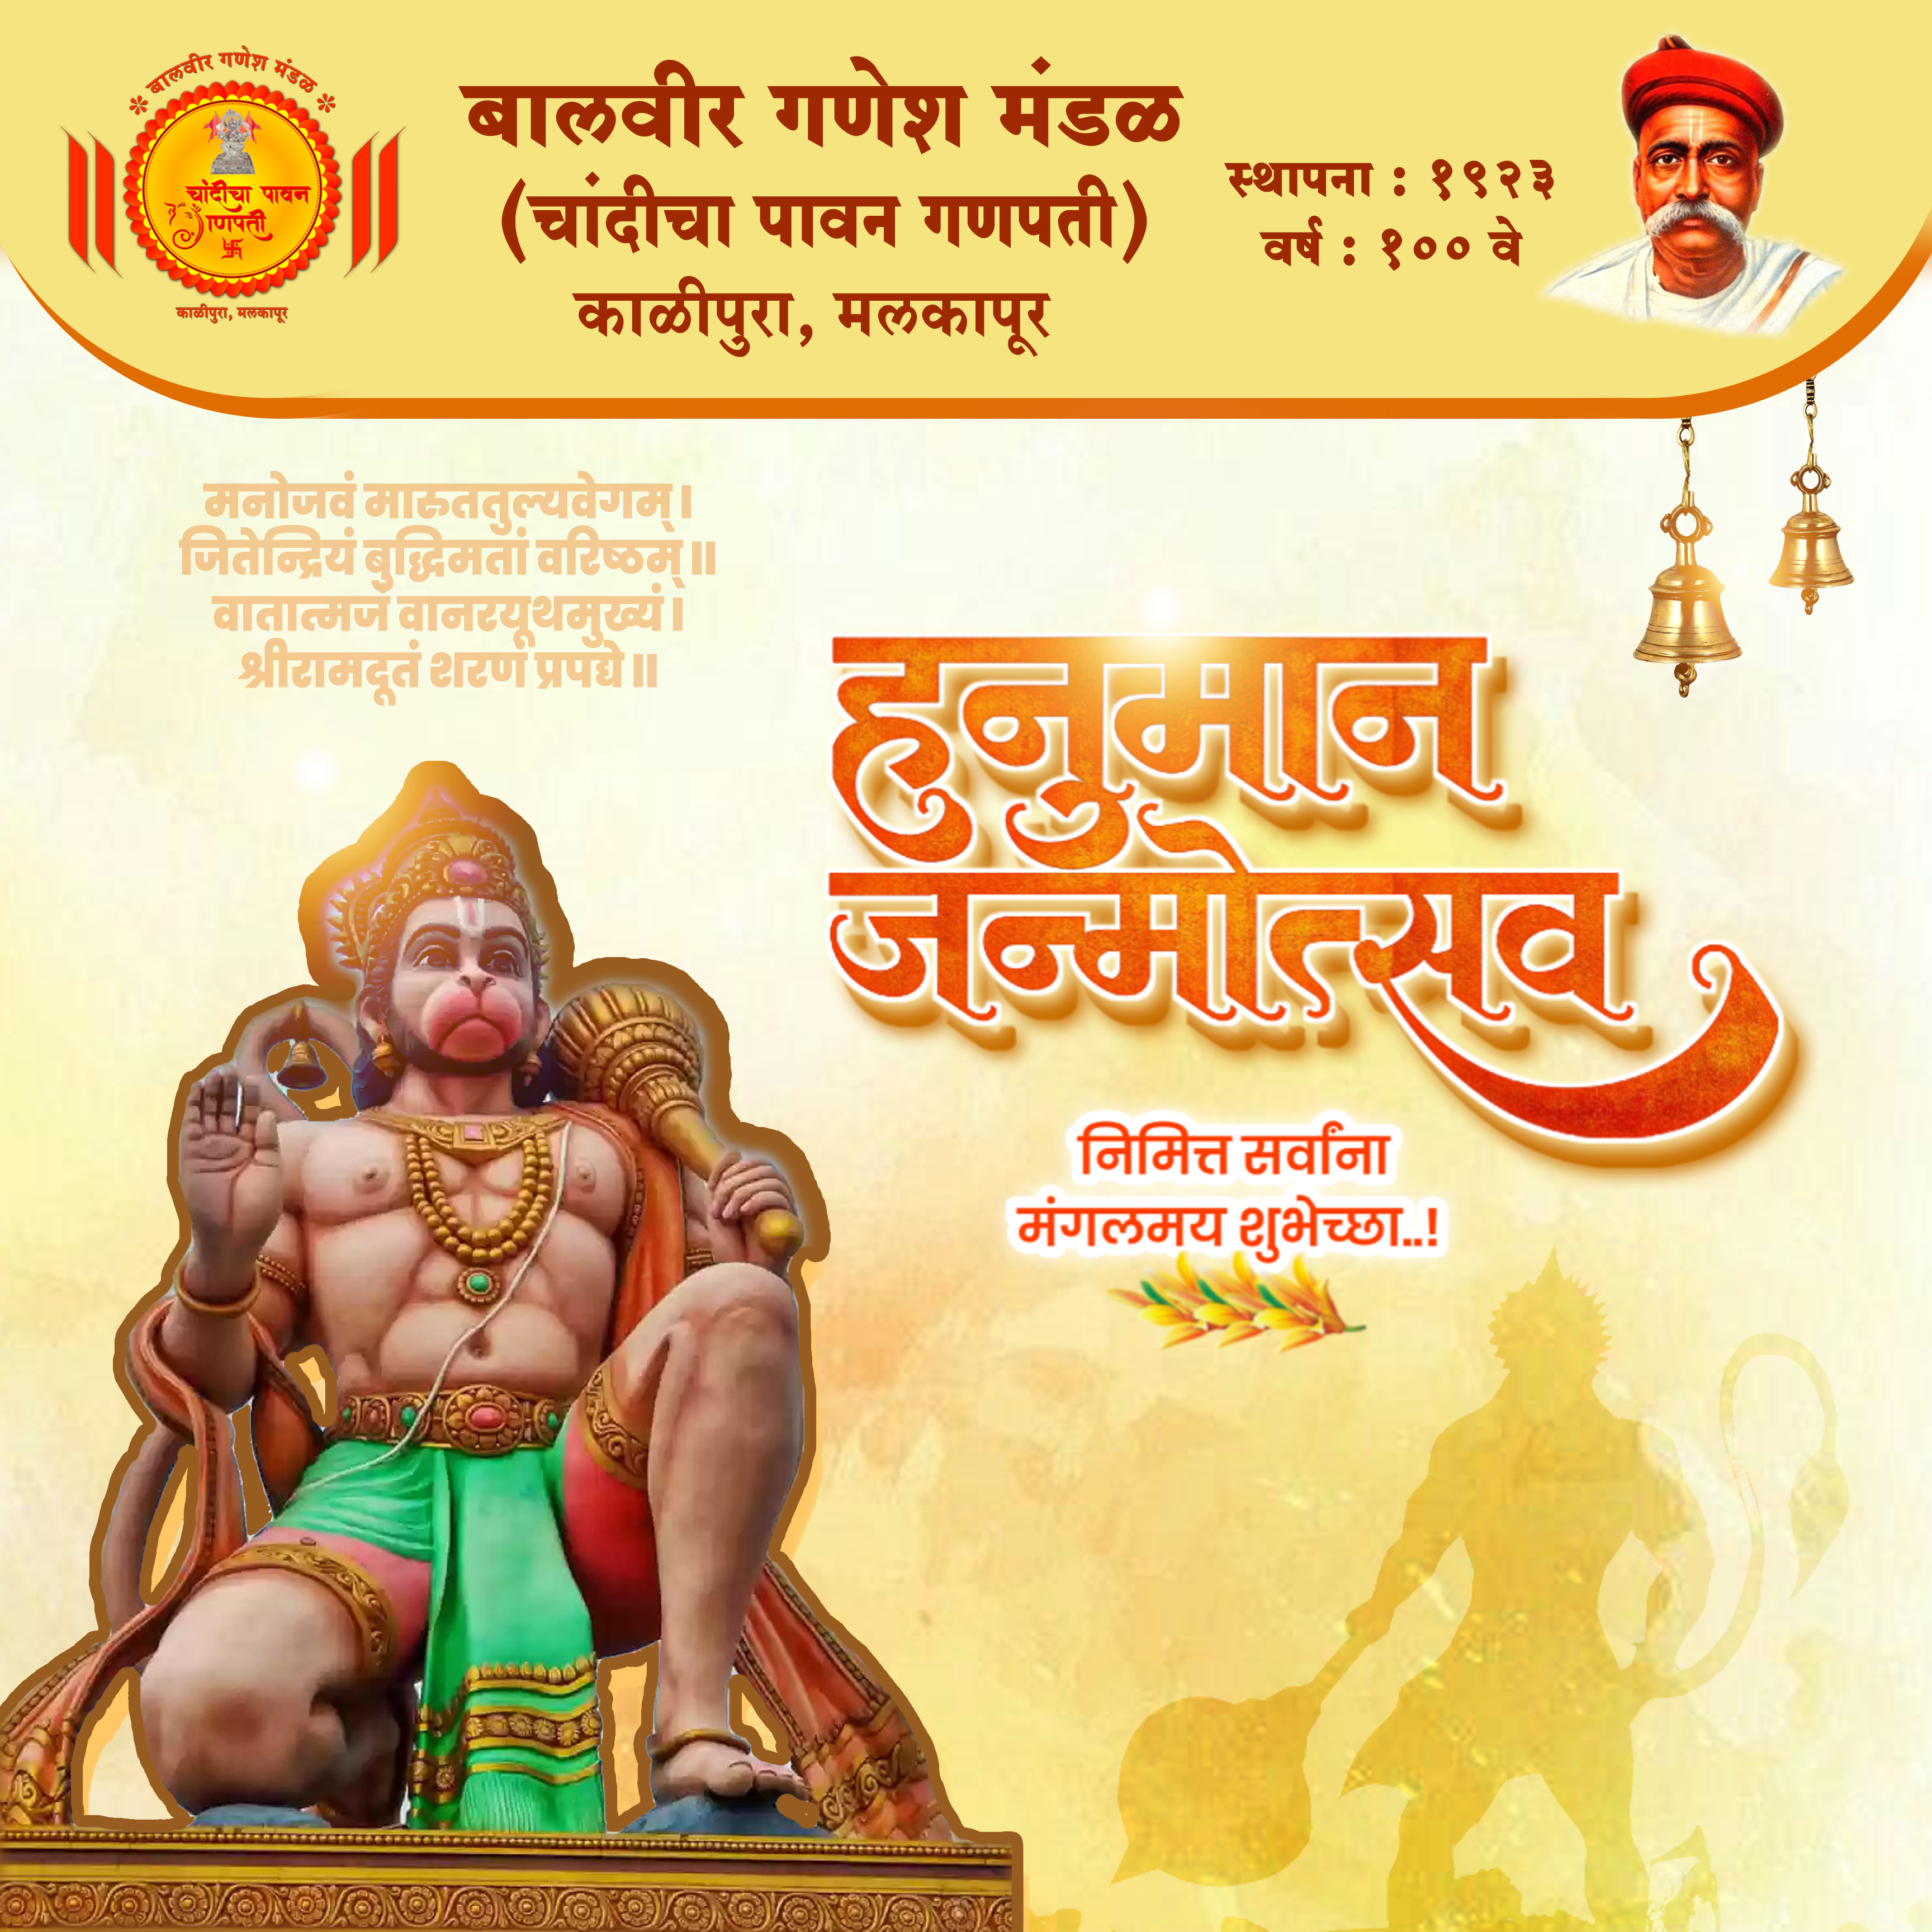 बालवीर गणेश मंडळ
चांदीचा पावन
गणपती
काळीपुरा, मलकापूर
बालवीर गणेश मंडळ
(चांदीचा पावन गणपती)
काळीपुरा, मलकापूर
स्थापना : १९२३
वर्ष : १०० वे
मनोजवं मारुततुल्यवेगम्।
जितेन्द्रियं बुद्धिमतां वरिष्ठम्॥
वातात्मजं वानरयूथमुख्यं।
श्रीरामदूतं शरणं प्रपद्ये॥
हनुमान
जन्मोत्सव
निमित्त सर्वांना
मंगलमय शुभेच्छा..!